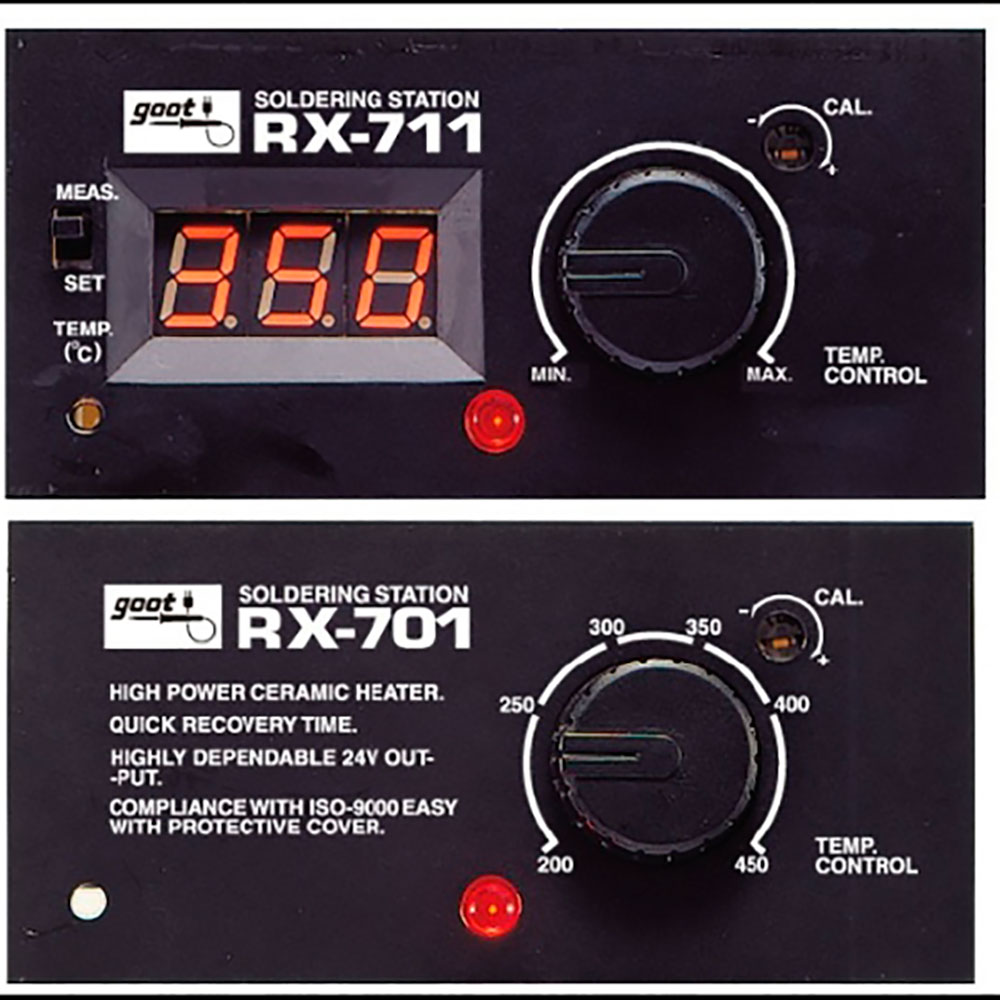 goot
SOLDERING STATION
RX-711
CAL.
- +
MEAS.
SET
TEMP.
(°C)
350
MIN.
MAX.
TEMP.
CONTROL
goot
SOLDERING STATION
RX-701
CAL.
- +
HIGH POWER CERAMIC HEATER.
QUICK RECOVERY TIME.
HIGHLY DEPENDABLE 24V OUT-
-PUT.
COMPLIANCE WITH ISO-9000 EASY
WITH PROTECTIVE COVER.
300
350
250
400
200
450
TEMP.
CONTROL